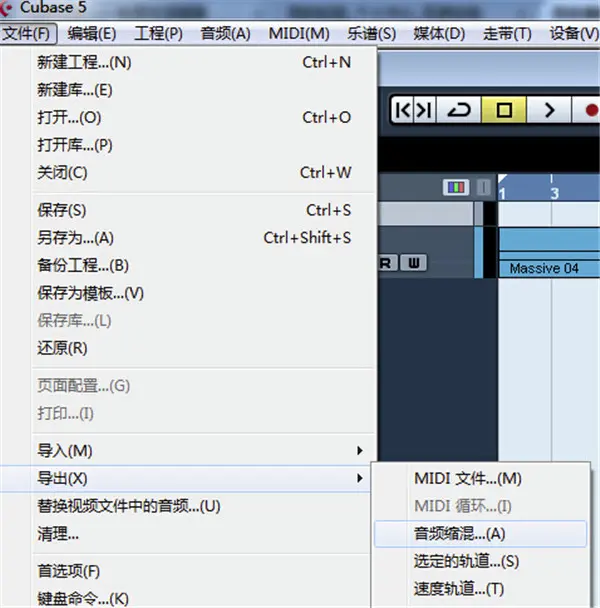 Cubase 5
文件(F) 编辑(E) 工程(P) 音频(A) MIDI(M) 乐谱(S) 媒体(D) 走带(T) 设备(V)
新建工程...(N) Ctrl+N
新建库...(E)
打开...(O) Ctrl+O
打开库...(P)
关闭(C) Ctrl+W
1 3
保存(S) Ctrl+S
另存为...(A) Ctrl+Shift+S
备份工程...(B)
R W
Massive 04
保存为模板...(V)
保存库...(L)
还原(R)
页面配置...(G)
打印...(I)
导入(M)
导出(X)
MIDI 文件...(M)
替换视频文件中的音频...(U)
MIDI 循环...(I)
清理...
音频缩混...(A)
选定的轨道...(S)
首选项(F)
速度轨道...(T)
键盘命令...(K)